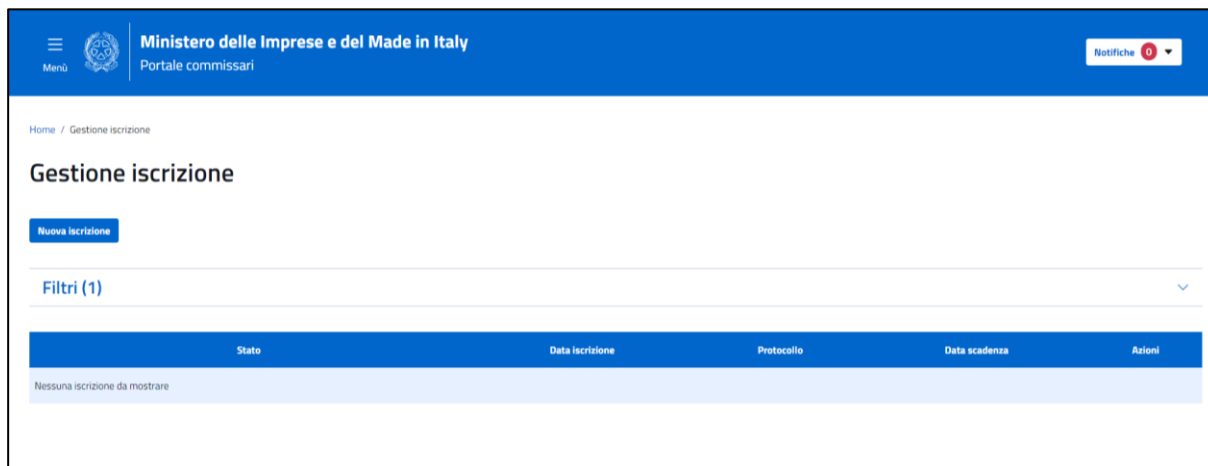 Ministero delle Imprese e del Made in Italy
Menù
Portale commissari
Notifiche 0
Home / Gestione iscrizione
Gestione iscrizione
Nuova iscrizione
Filtri (1)
Stato Data iscrizione Protocollo Data scadenza Azioni
Nessuna iscrizione da mostrare